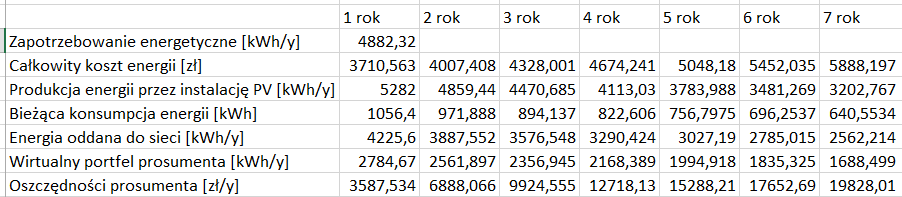 1 rok 2 rok 3 rok 4 rok 5 rok 6 rok 7 rok
Zapotrzebowanie energetyczne [kWh/y] 4882,32
Całkowity koszt energii [zł] 3710,563 4007,408 4328,001 4674,241 5048,18 5452,035 5888,197
Produkcja energii przez instalację PV [kWh/y] 5282 4859,44 4470,685 4113,03 3783,988 3481,269 3202,767
Bieżąca konsumpcja energii [kWh] 1056,4 971,888 894,137 822,606 756,7975 696,2537 640,5534
Energia oddana do sieci [kWh/y] 4225,6 3887,552 3576,548 3290,424 3027,19 2785,015 2562,214
Wirtualny portfel prosumenta [kWh/y] 2784,67 2561,897 2356,945 2168,389 1994,918 1835,325 1688,499
Oszczędności prosumenta [zł/y] 3587,534 6888,066 9924,555 12718,13 15288,21 17652,69 19828,01